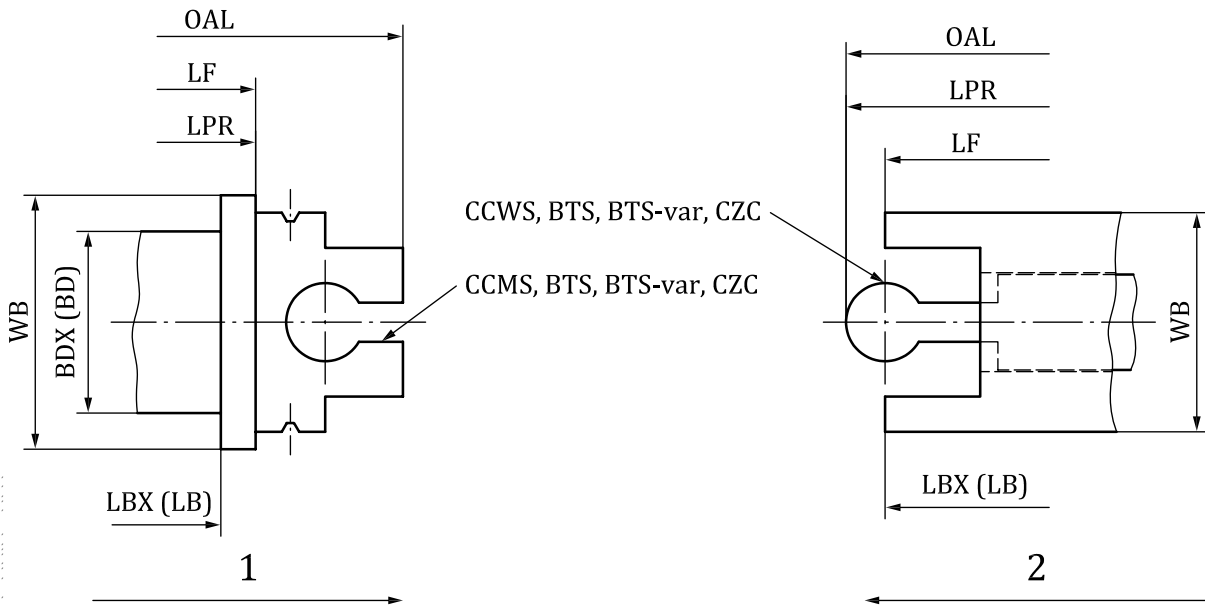 OAL
LF
LPR
WB
BDX (BD)
LBX (LB)
1
CCWS, BTS, BTS-var, CZC
CCMS, BTS, BTS-var, CZC
OAL
LPR
LF
WB
LBX (LB)
2